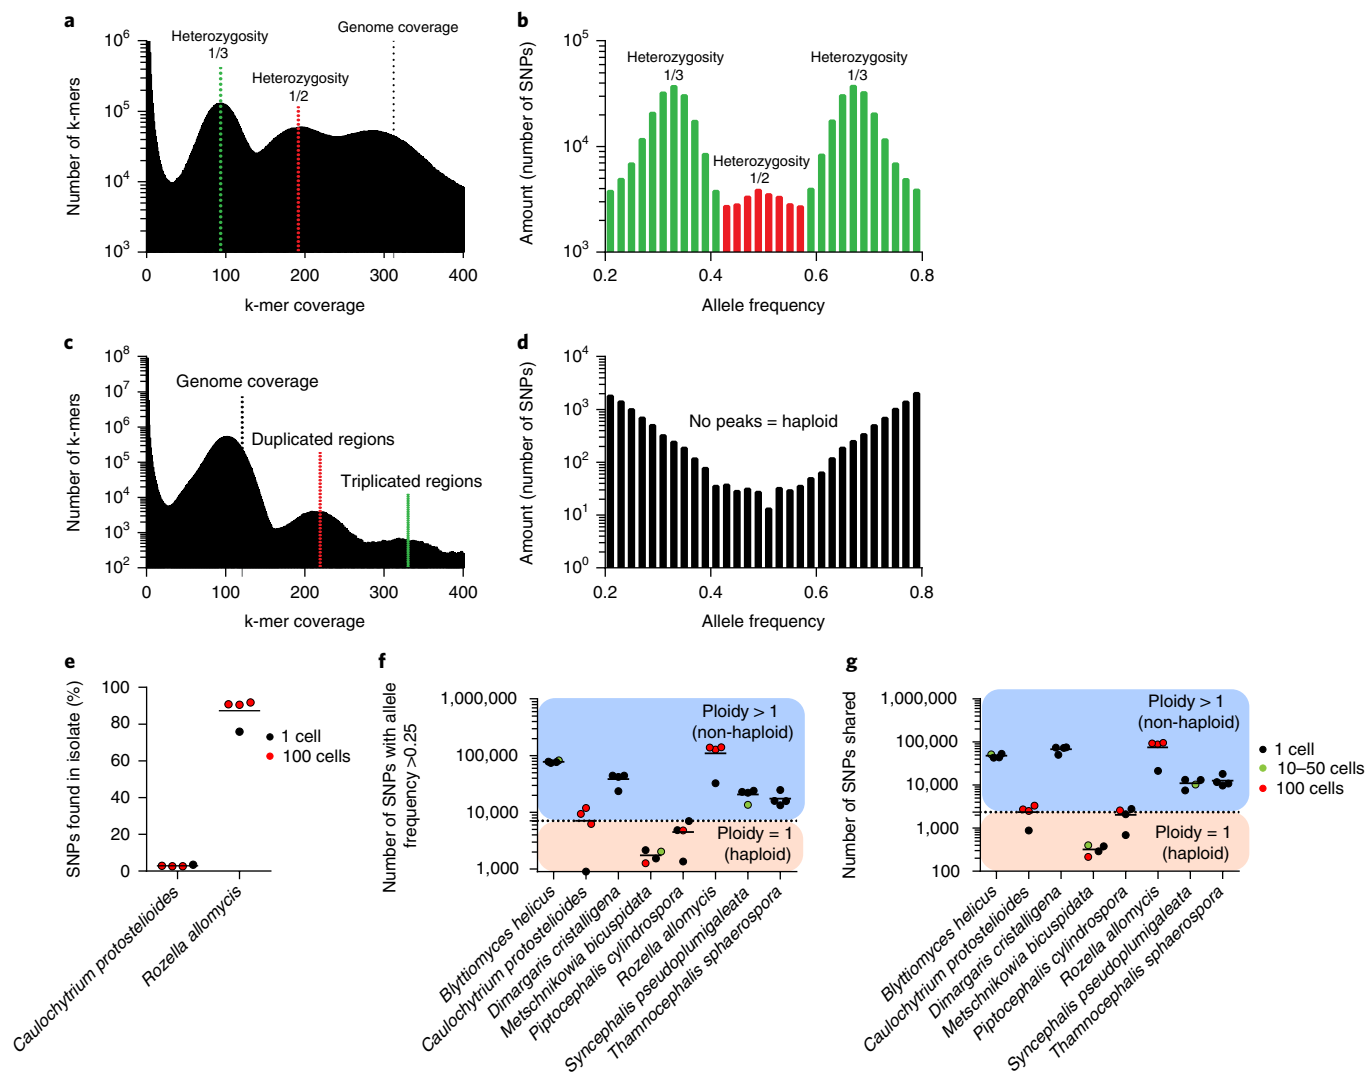 a
Heterozygosity
1/3
Heterozygosity
1/2
Genome coverage
Number of k-mers
10^6
10^5
10^4
10^3
0
100
200
300
400
k-mer coverage
b
Heterozygosity
1/3
Heterozygosity
1/3
Heterozygosity
1/2
Amount (number of SNPs)
10^5
10^4
10^3
0.2
0.4
0.6
0.8
Allele frequency
c
Genome coverage
Duplicated regions
Triplicated regions
Number of k-mers
10^8
10^7
10^6
10^5
10^4
10^3
10^2
0
100
200
300
400
k-mer coverage
d
No peaks = haploid
Amount (number of SNPs)
10^4
10^3
10^2
10^1
10^0
0.2
0.4
0.6
0.8
Allele frequency
e
SNPs found in isolate (%)
100
80
60
40
20
0
1 cell
100 cells
Caulochytrium protostelioides
Rozella allomycis
f
Number of SNPs with allele
frequency >0.25
1,000,000
100,000
10,000
1,000
Ploidy > 1
(non-haploid)
Ploidy = 1
(haploid)
Blyttiomyces helicus
Caulochytrium protostelioides
Dimargaris cristalligena
Metschnikowia bicuspidata
Piptocephalis cylindrospora
Rozella allomycis
Syncephalis pseudoplumigaleata
Thamnocephalis sphaerospora
g
Number of SNPs shared
1,000,000
100,000
10,000
1,000
100
Ploidy > 1
(non-haploid)
Ploidy = 1
(haploid)
1 cell
10–50 cells
100 cells
Blyttiomyces helicus
Caulochytrium protostelioides
Dimargaris cristalligena
Metschnikowia bicuspidata
Piptocephalis cylindrospora
Rozella allomycis
Syncephalis pseudoplumigaleata
Thamnocephalis sphaerospora